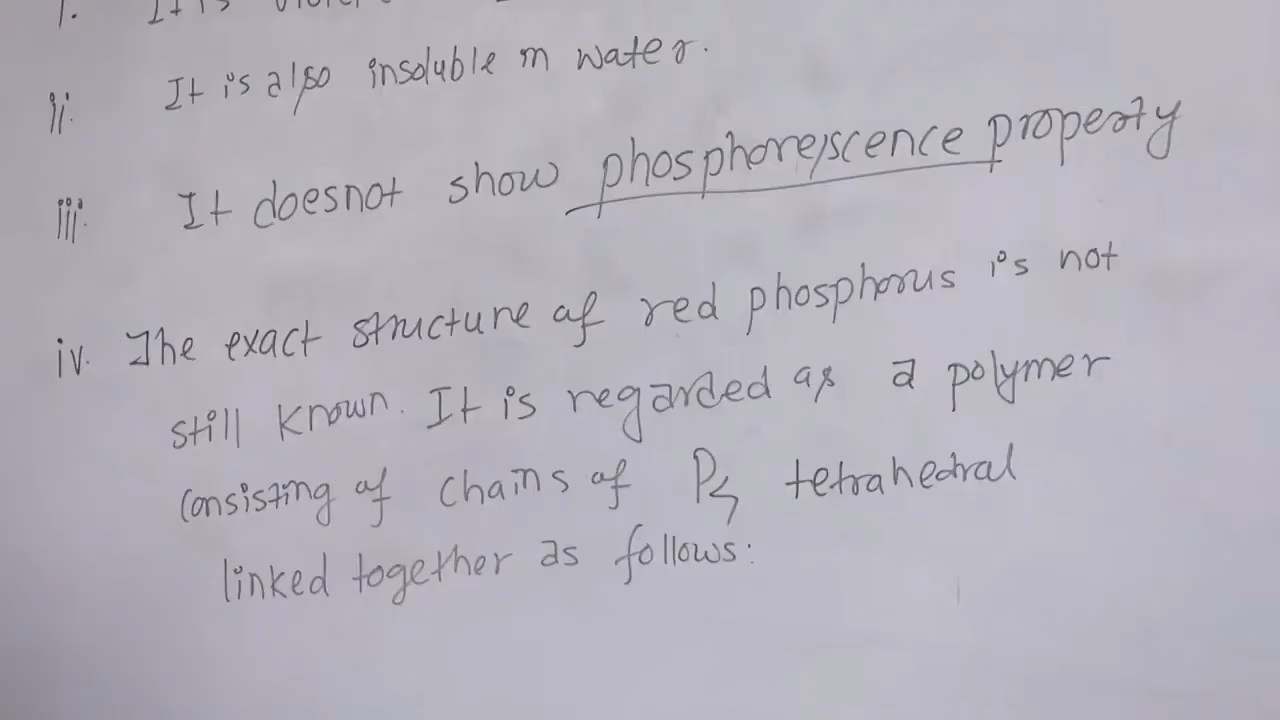 i. It is
ii. It is also insoluble in water.
iii. It doesnot show phosphorescence property
iv. The exact structure of red phosphorus is not
still known. It is regarded as a polymer
consisting of chains of P4 tetrahedral
linked together as follows: